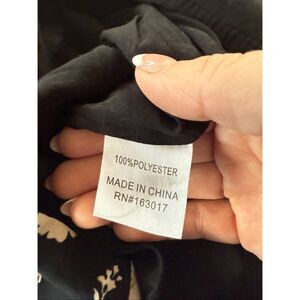 100%POLYESTER
MADE IN CHINA
RN#163017